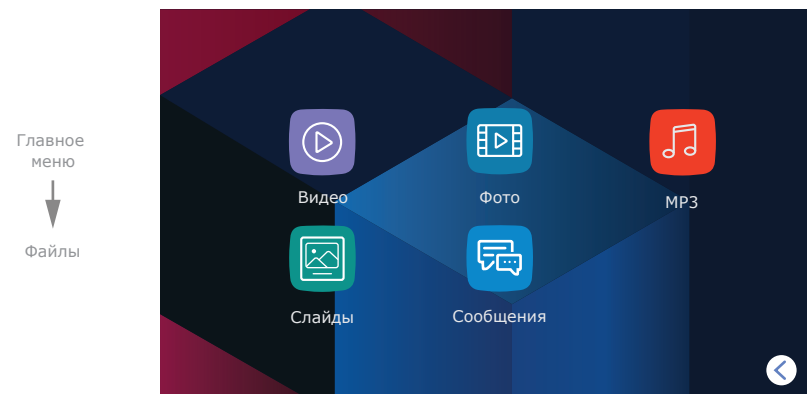 Главное
меню
Файлы
Видео
Фото
MP3
Слайды
Сообщения